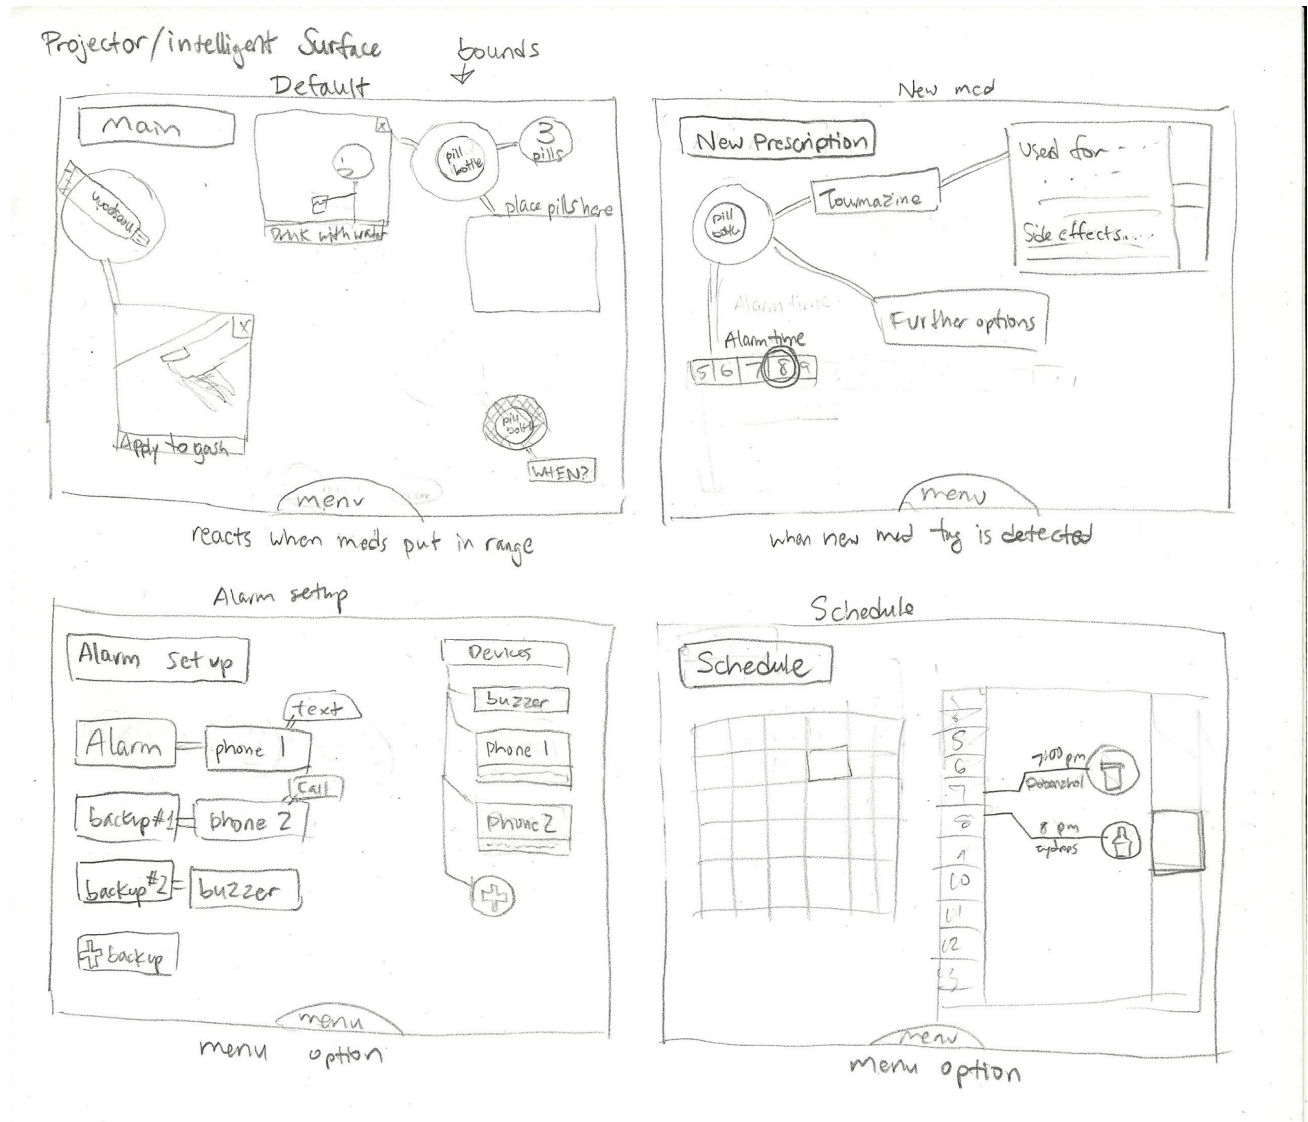 Projector/intelligent Surface
bounds
Default
Main
x
pill
bottle
3
pills
neosporin
place pills here
Drink with water
x
Apply to gash
pill
bottle
WHEN?
menu
reacts when meds put in range
New med
New Prescription
Used for
Side effects....
pill
bottle
Alarm time
Alarm time
5 6 7 8 9
Further options
menu
when new med tag is detected
Alarm setup
Alarm set up
Devices
text
buzzer
Alarm
phone 1
phone 1
Call
backup #1
phone 2
phone 2
backup #2
buzzer
backup
menu
menu option
Schedule
Schedule
5
6
7
8
9
10
11
12
7:00 pm
8 pm
menu
menu option